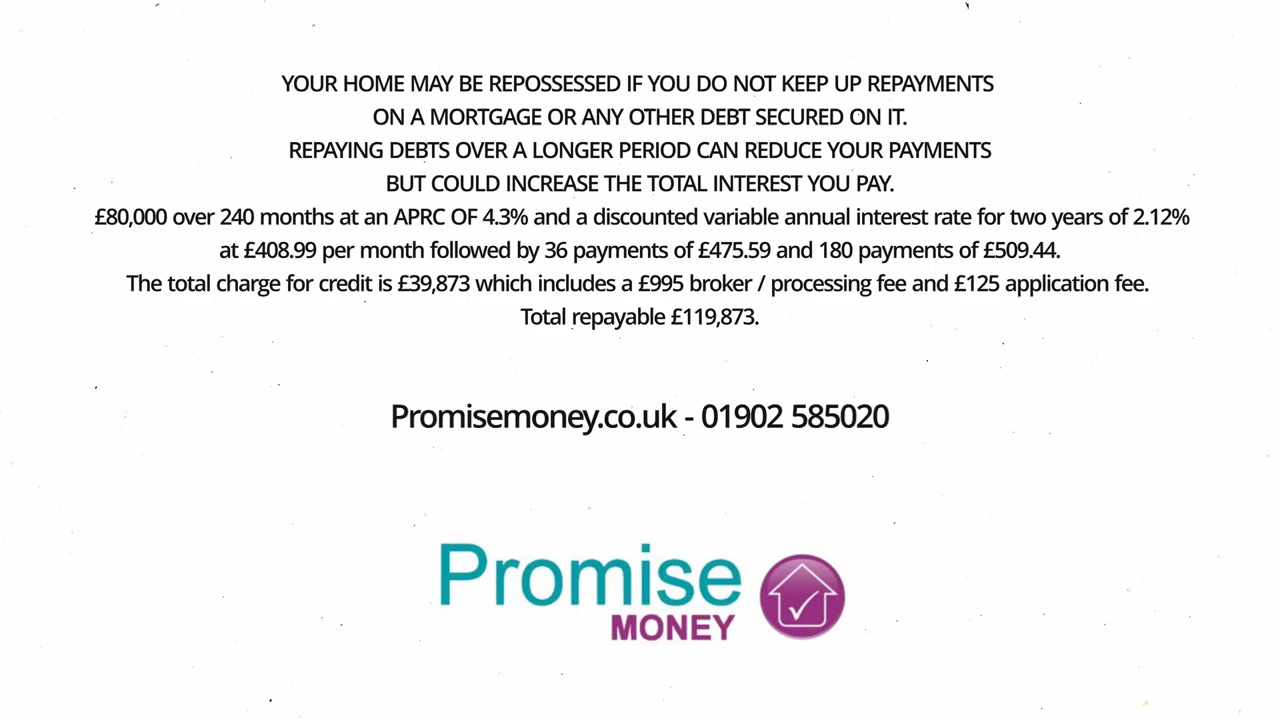 YOUR HOME MAY BE REPOSSESSED IF YOU DO NOT KEEP UP REPAYMENTS
ON A MORTGAGE OR ANY OTHER DEBT SECURED ON IT.
REPAYING DEBTS OVER A LONGER PERIOD CAN REDUCE YOUR PAYMENTS
BUT COULD INCREASE THE TOTAL INTEREST YOU PAY.
£80,000 over 240 months at an APRC OF 4.3% and a discounted variable annual interest rate for two years of 2.12%
at £408.99 per month followed by 36 payments of £475.59 and 180 payments of £509.44.
The total charge for credit is £39,873 which includes a £995 broker / processing fee and £125 application fee.
Total repayable £119,873.
Promisemoney.co.uk - 01902 585020
Promise
MONEY